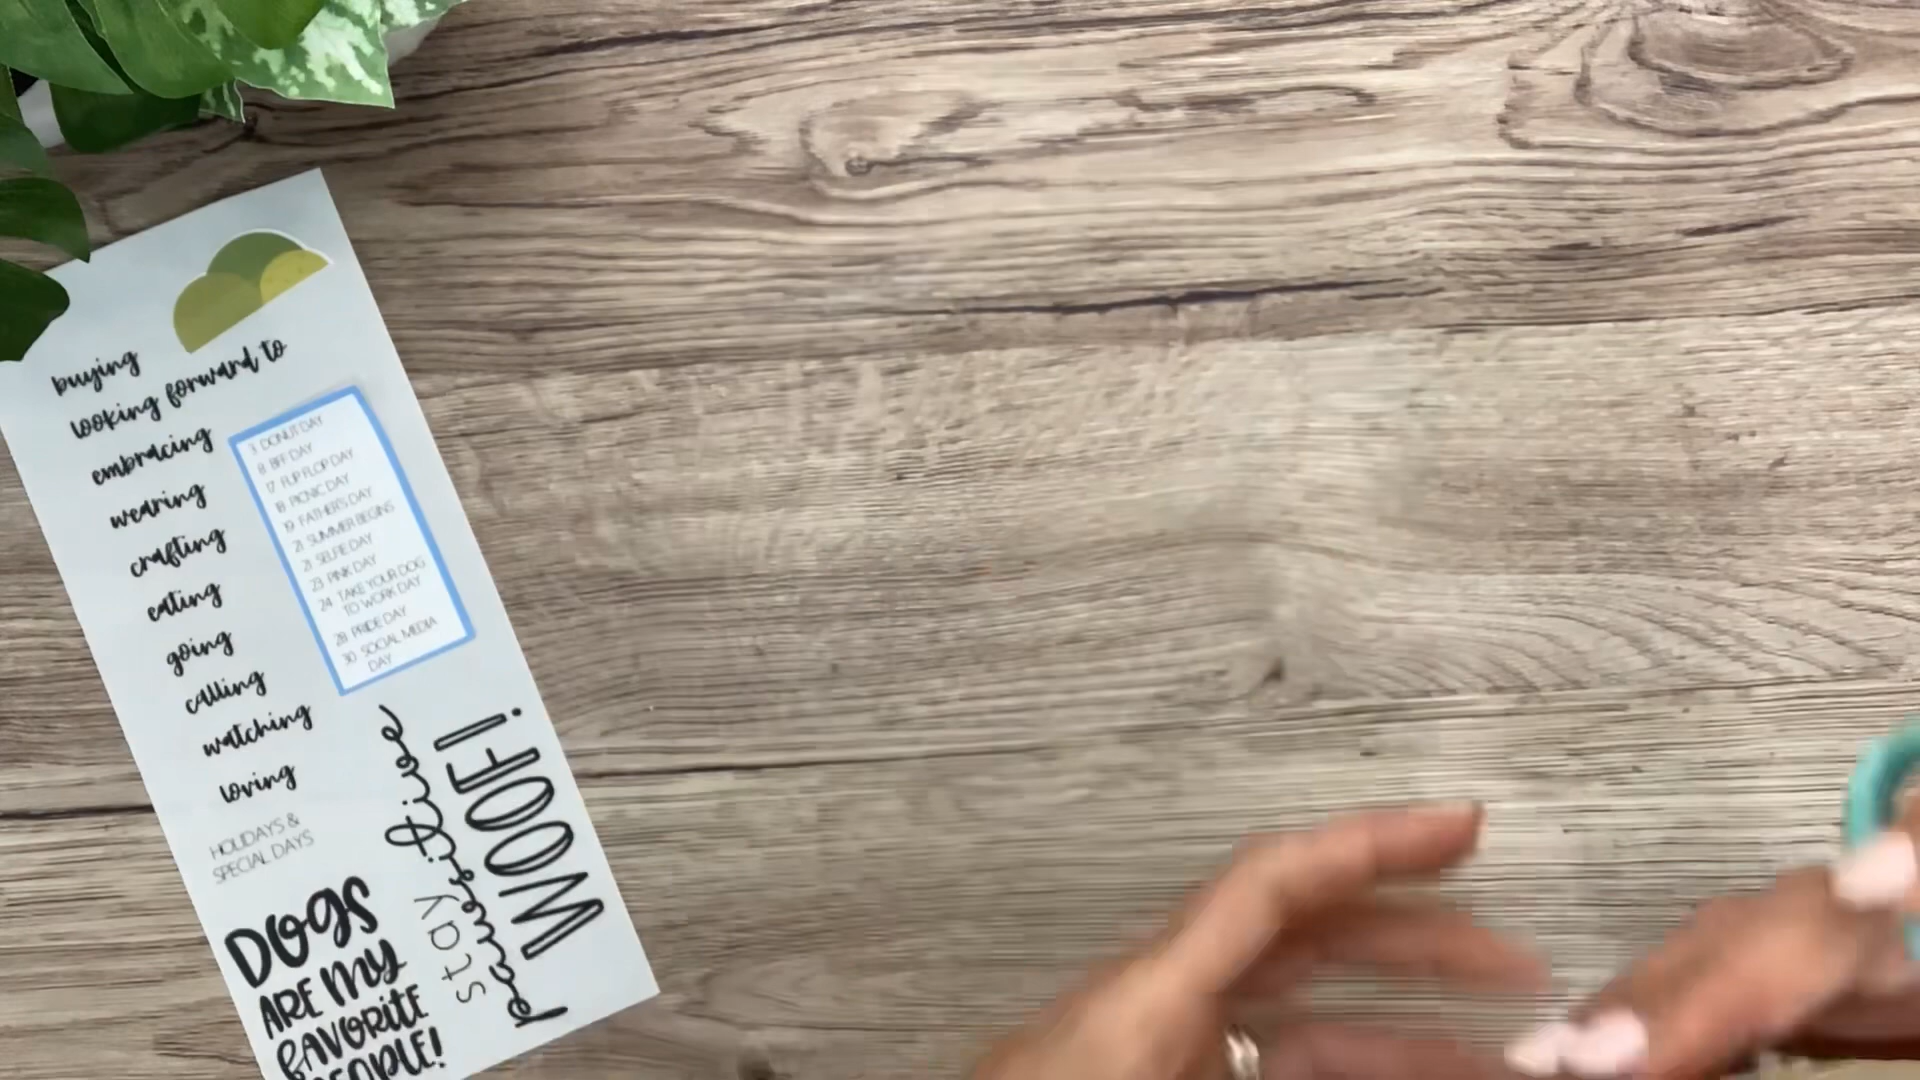 buying
looking forward to
embracing
wearing
crafting
eating
going
calling
watching
loving
3 DONUT DAY
8 BFF DAY
17 FLIP FLOP DAY
18 PICNIC DAY
19 FATHER'S DAY
21 SUMMER BEGINS
21 SELFIE DAY
23 PINK DAY
24 TAKE YOUR DOG
TO WORK DAY
28 PRIDE DAY
30 SOCIAL MEDIA
DAY
HOLIDAYS &
SPECIAL DAYS
DOGS
ARE MY
FAVORITE
PEOPLE!
stay
pawsitive
WOOF!